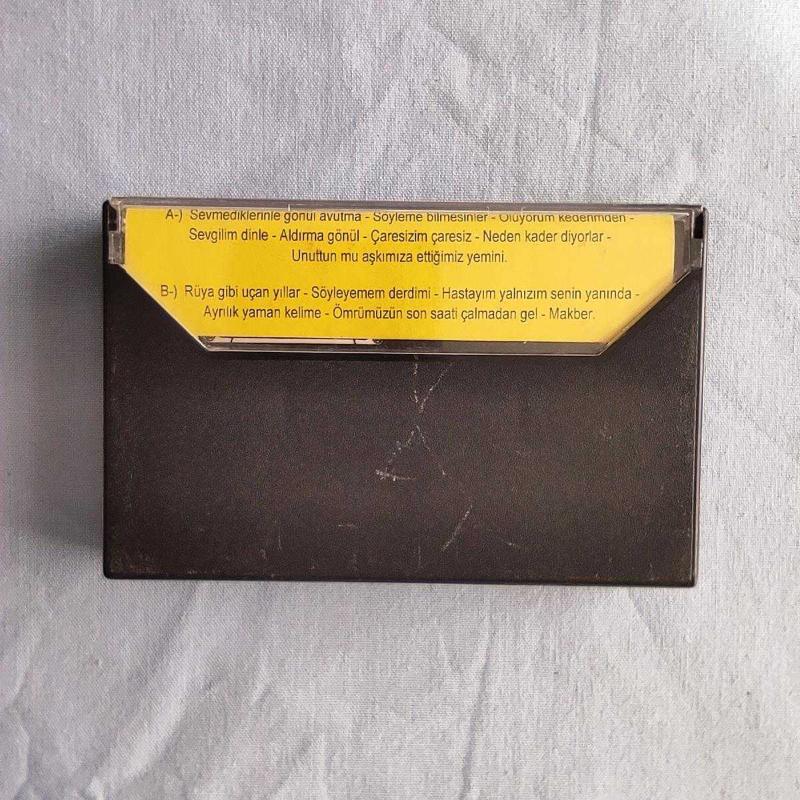 A-) Sevmediklerinle gönül avutma - Söyleme bilmesinler - Ölüyorum kederimden -
Sevgilim dinle - Aldırma gönül - Çaresizim çaresiz - Neden kader diyorlar -
Unuttun mu aşkımıza ettiğimiz yemini.
B-) Rüya gibi uçan yıllar - Söyleyemem derdimi - Hastayım yalnızım senin yanında -
Ayrılık yaman kelime - Ömrümüzün son saati çalmadan gel - Makber.